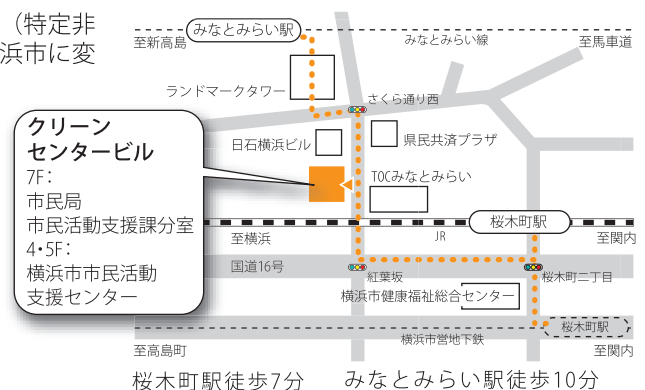 （特定非
浜市に変
みなとみらい駅
至新高島
みなとみらい線
至馬車道
ランドマークタワー
さくら通り西
日石横浜ビル
県民共済プラザ
クリーン
センタービル
7F：
市民局
市民活動支援課分室
4・5F：
横浜市市民活動
支援センター
TOCみなとみらい
桜木町駅
至横浜
JR
至関内
国道16号
紅葉坂
桜木町二丁目
横浜市健康福祉総合センター
桜木町駅
横浜市営地下鉄
至高島町
至関内
桜木町駅徒歩7分
みなとみらい駅徒歩10分